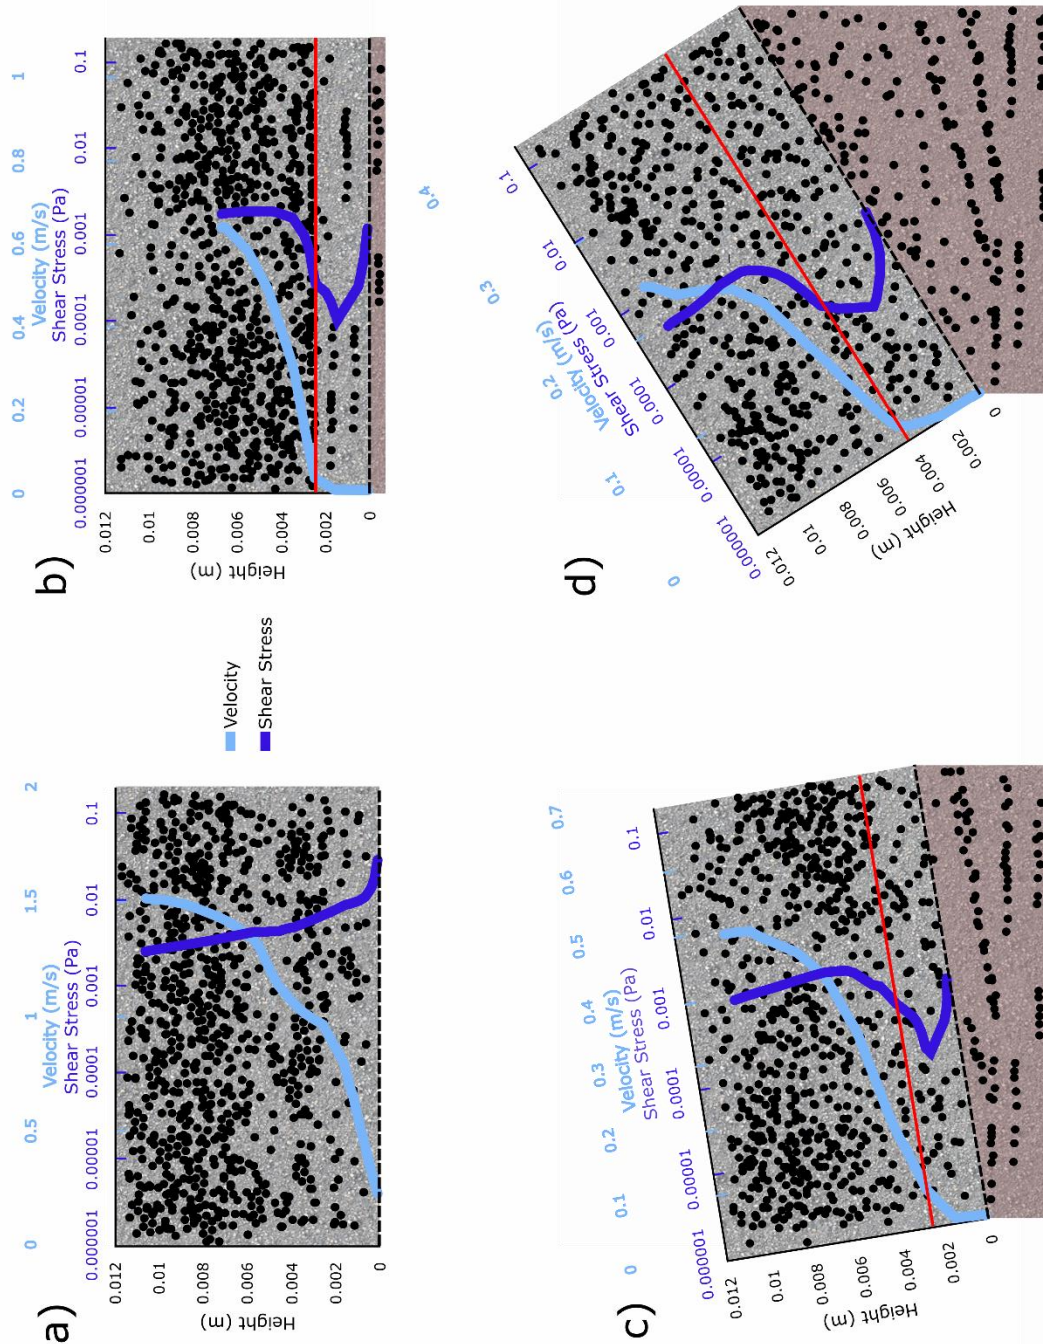 a)
0 0.5 1 1.5 2
Velocity (m/s)
Shear Stress (Pa)
0.000001 0.00001 0.0001 0.001 0.01 0.1
0.012
0.01
0.008
0.006
0.004
0.002
0
Height (m)
Velocity
Shear Stress
b)
0 0.2 0.4 0.6 0.8 1
Velocity (m/s)
Shear Stress (Pa)
0.000001 0.00001 0.0001 0.001 0.01 0.1
0.012
0.01
0.008
0.006
0.004
0.002
0
Height (m)
c)
0 0.1 0.2 0.3 0.4 0.5 0.6 0.7
Velocity (m/s)
Shear Stress (Pa)
0.000001 0.00001 0.0001 0.001 0.01 0.1
0.012
0.01
0.008
0.006
0.004
0.002
0
Height (m)
d)
0 0.1 0.2 0.3 0.4
Velocity (m/s)
Shear Stress (Pa)
0.000001 0.00001 0.0001 0.001 0.01 0.1
0.012
0.01
0.008
0.006
0.004
0.002
0
Height (m)